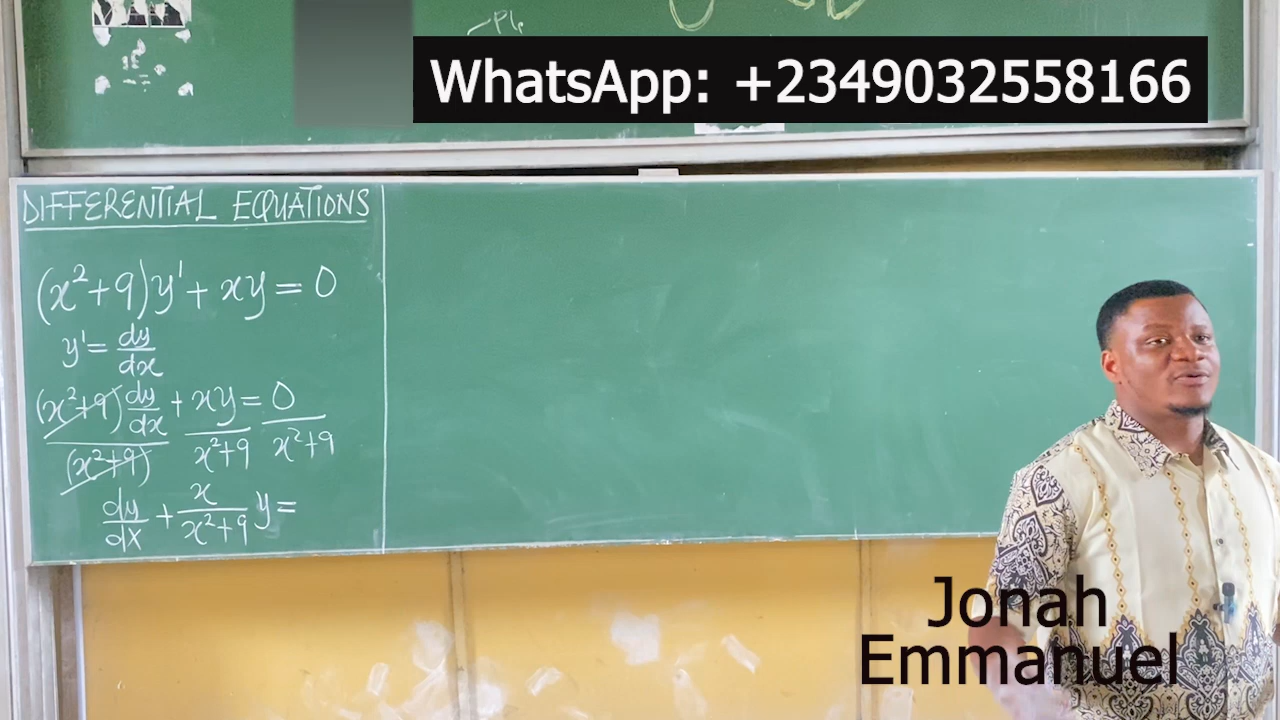 WhatsApp: +2349032558166
DIFFERENTIAL EQUATIONS
(x²+9)y' + xy = 0
y' = dy/dx
(x²+9)dy/dx + xy = 0
(x²+9) x²+9 x²+9
dy/dx + x/(x²+9) y =
Jonah
Emmanuel